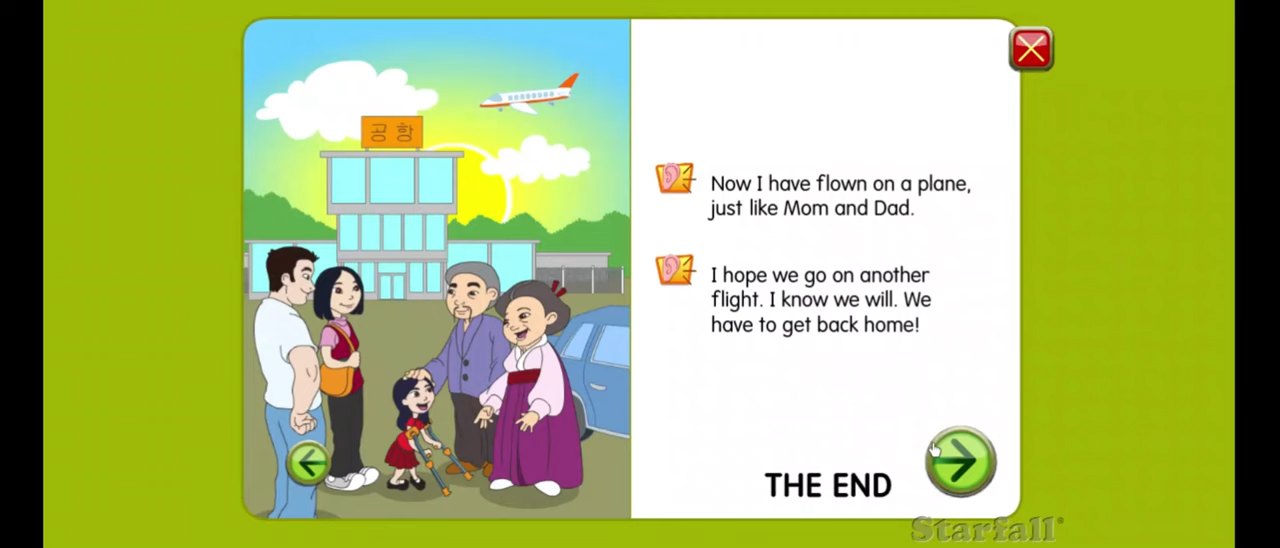 공항
Now I have flown on a plane,
just like Mom and Dad.
I hope we go on another
flight. I know we will. We
have to get back home!
THE END
Starfall